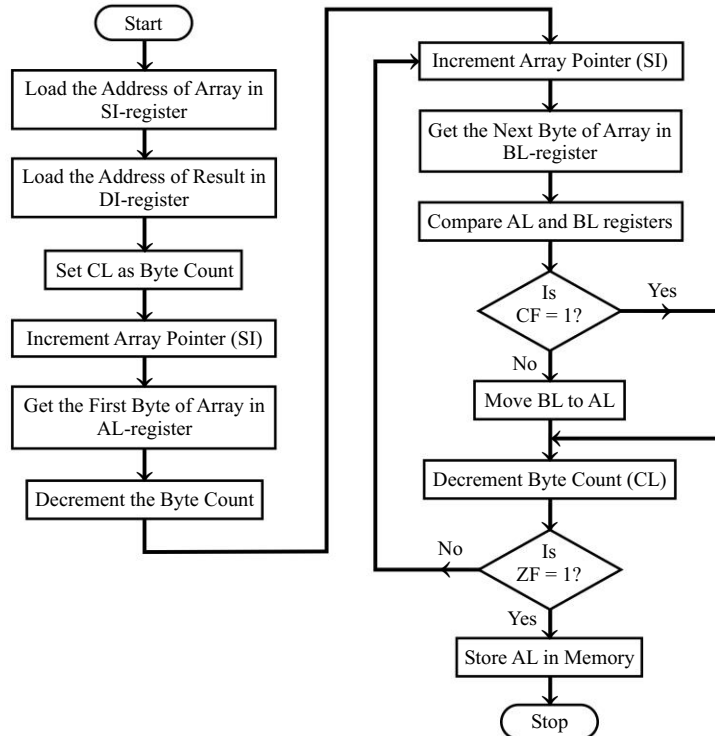 Start
Load the Address of Array in
SI-register
Load the Address of Result in
DI-register
Set CL as Byte Count
Increment Array Pointer (SI)
Get the First Byte of Array in
AL-register
Decrement the Byte Count
Increment Array Pointer (SI)
Get the Next Byte of Array in
BL-register
Compare AL and BL registers
Is
CF = 1?
Yes
No
Move BL to AL
Decrement Byte Count (CL)
No
Is
ZF = 1?
Yes
Store AL in Memory
Stop